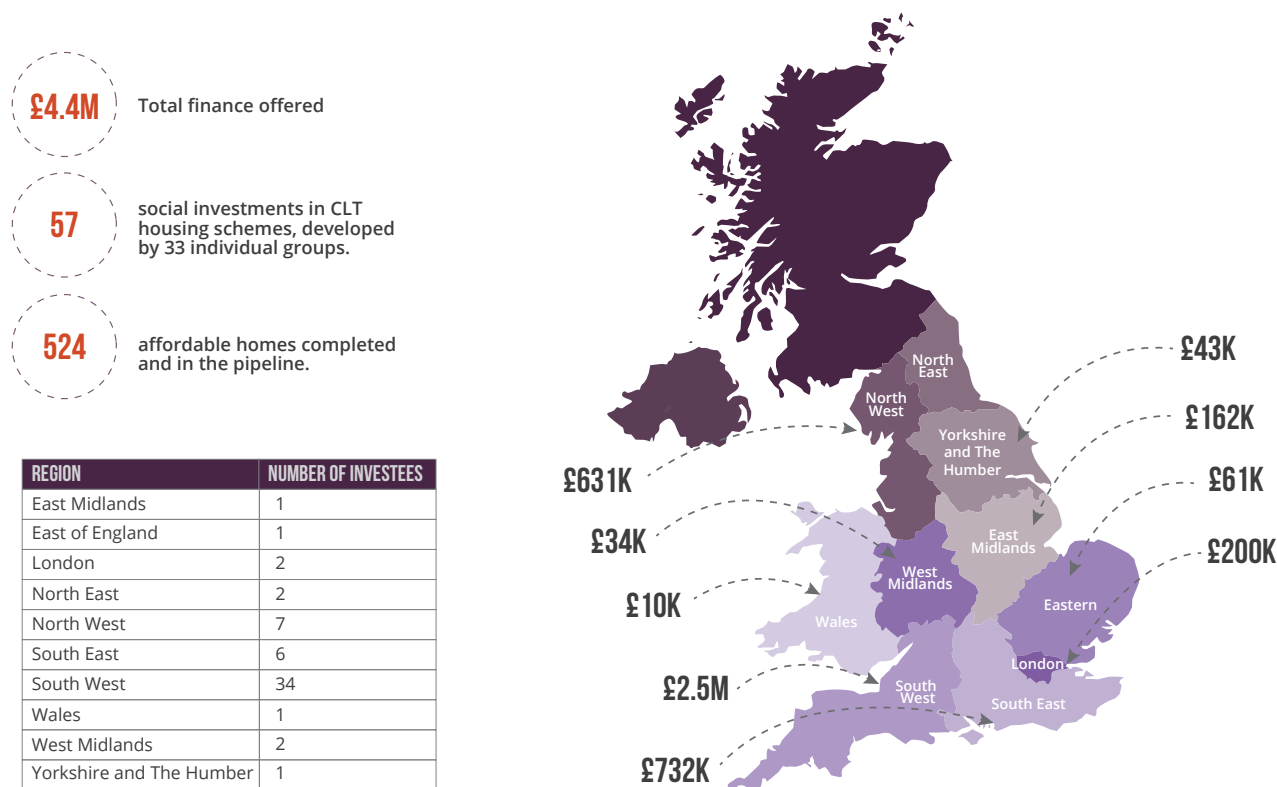 £4.4M
Total finance offered
57
social investments in CLT
housing schemes, developed
by 33 individual groups.
524
affordable homes completed
and in the pipeline.
REGION NUMBER OF INVESTEES
East Midlands 1
East of England 1
London 2
North East 2
North West 7
South East 6
South West 34
Wales 1
West Midlands 2
Yorkshire and The Humber 1
North
East
North
West
Yorkshire
and The
Humber
East
Midlands
West
Midlands
Eastern
Wales
London
South
West
South East
£43K
£162K
£61K
£200K
£631K
£34K
£10K
£2.5M
£732K